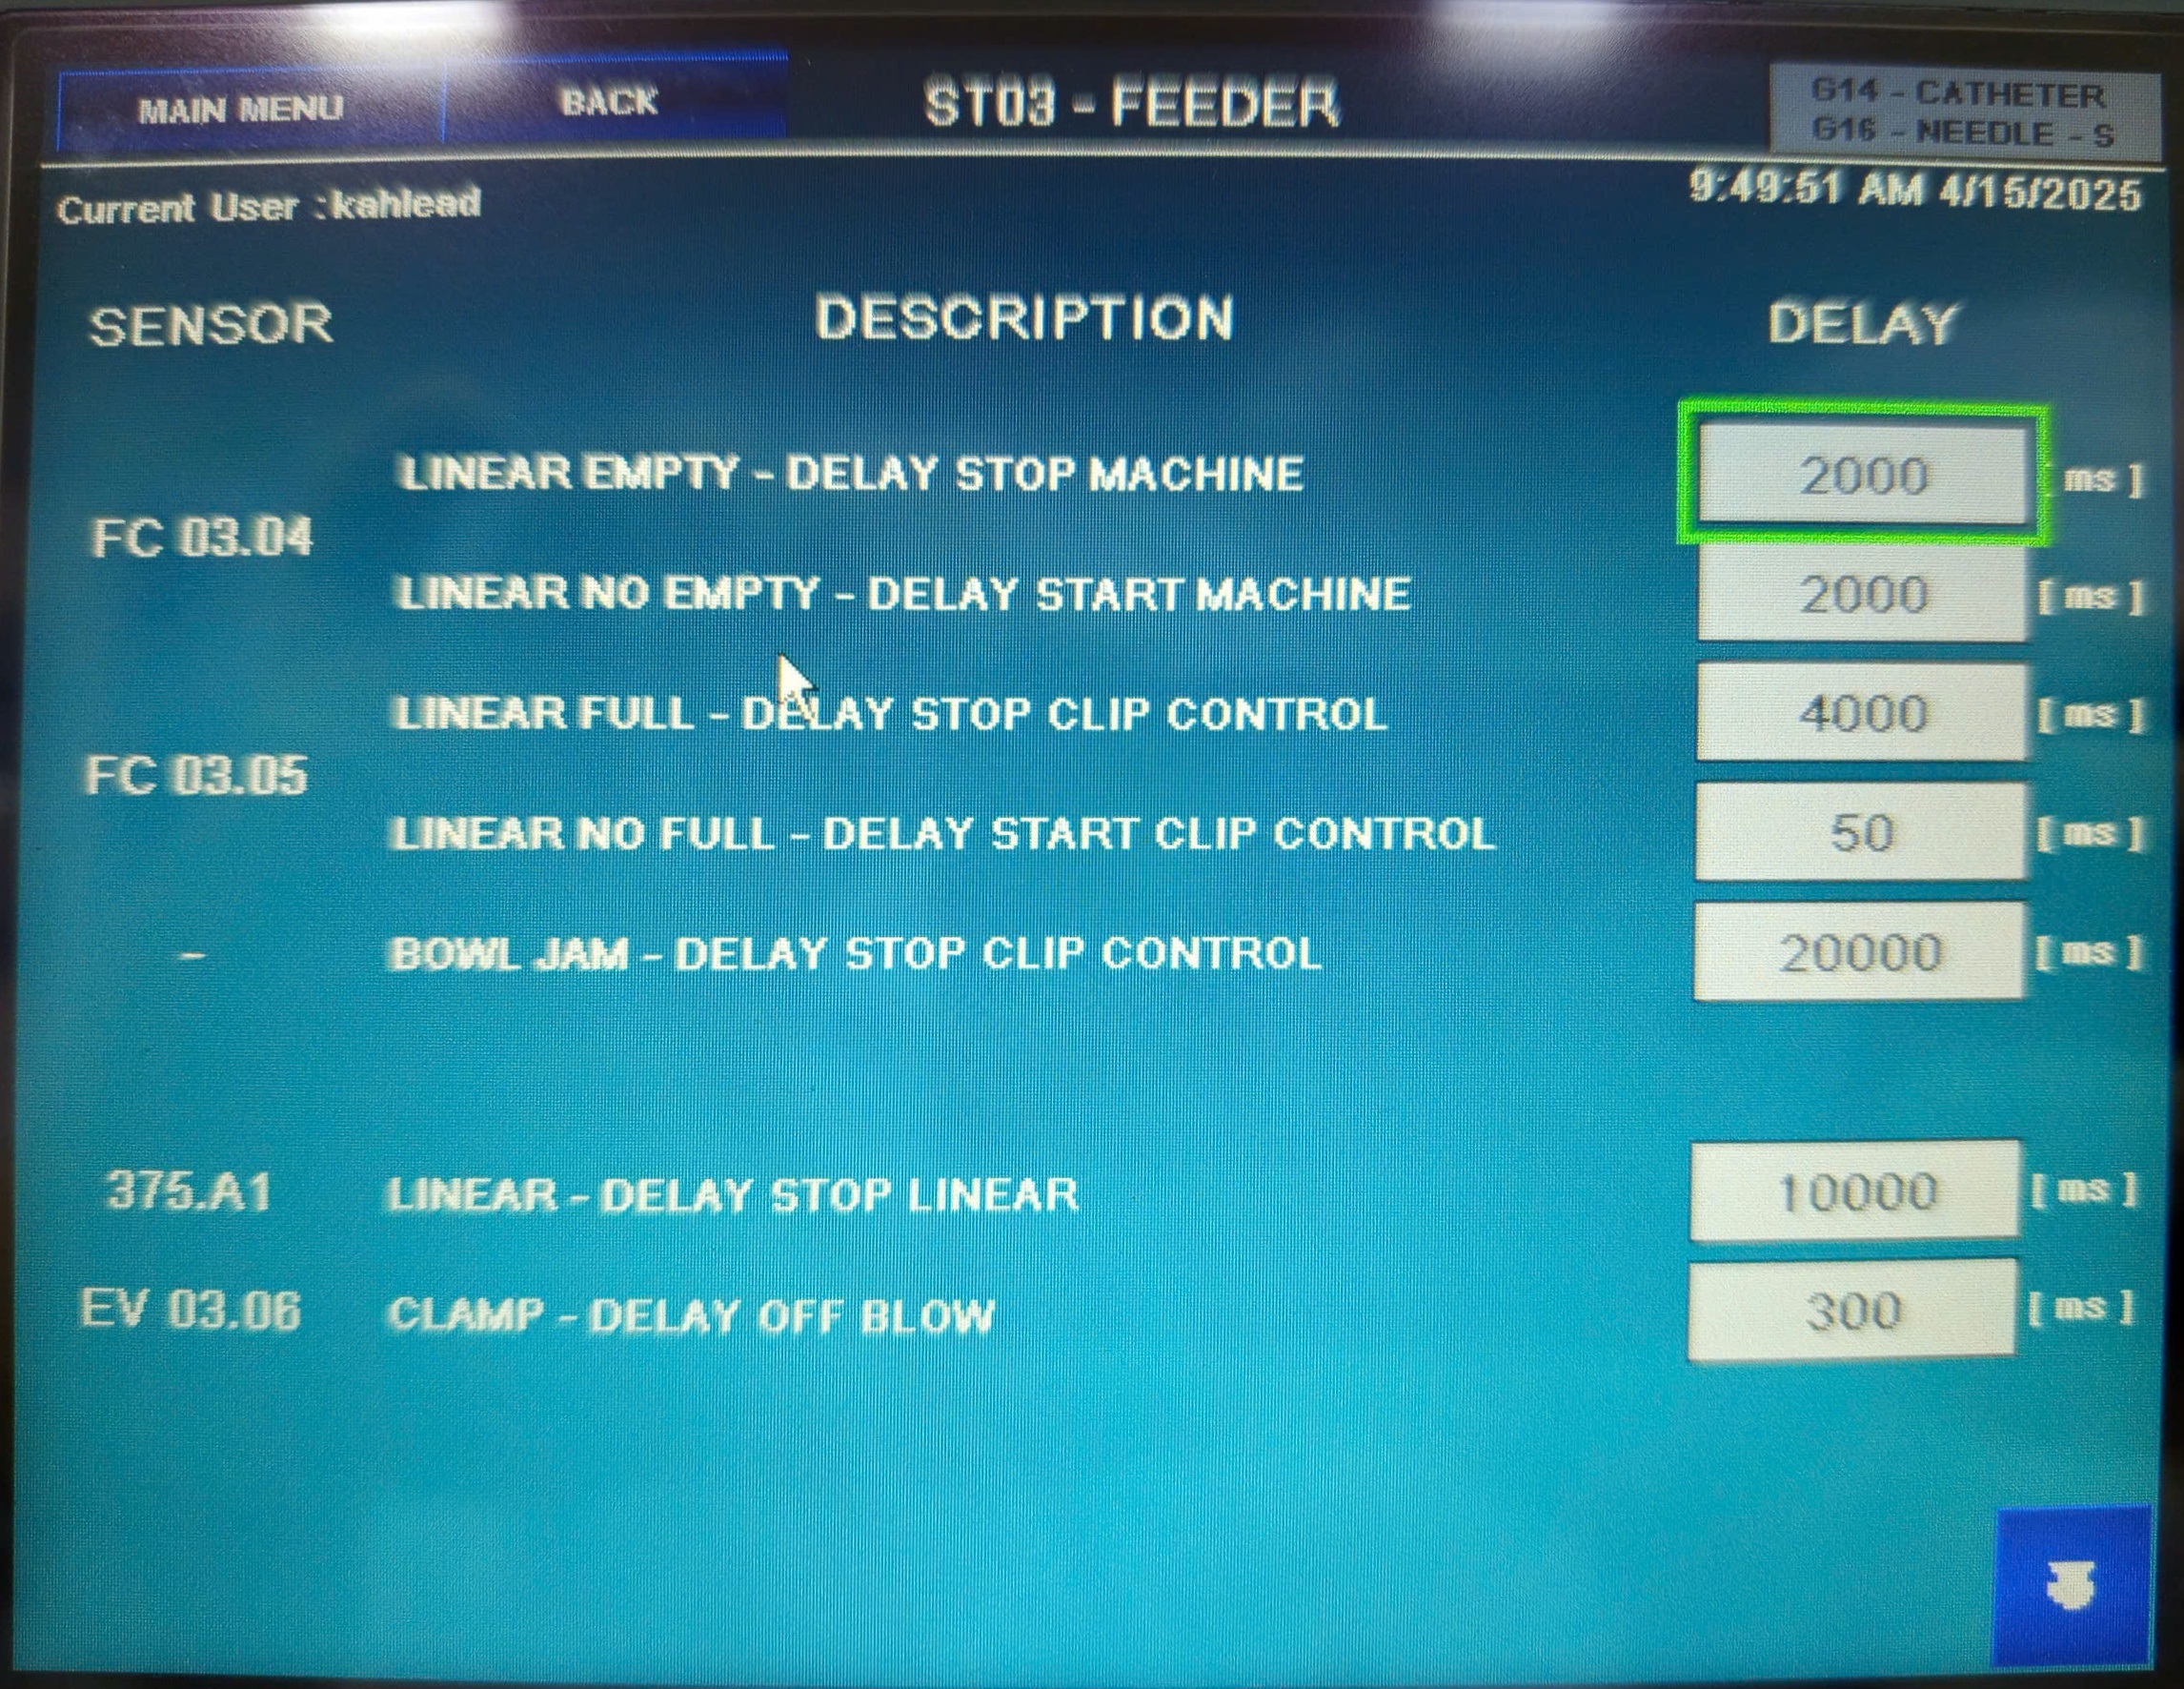 MAIN MENU BACK ST03 - FEEDER G14 - CATHETER
G16 - NEEDLE - S
Current User :kahlead 9:49:51 AM 4/15/2025
SENSOR DESCRIPTION DELAY
LINEAR EMPTY - DELAY STOP MACHINE 2000 ms ]
FC 03.04
LINEAR NO EMPTY - DELAY START MACHINE 2000 [ ms ]
LINEAR FULL - DELAY STOP CLIP CONTROL 4000 [ ms ]
FC 03.05
LINEAR NO FULL - DELAY START CLIP CONTROL 50 [ ms ]
- BOWL JAM - DELAY STOP CLIP CONTROL 20000 [ ms ]
375.A1 LINEAR - DELAY STOP LINEAR 10000 [ ms ]
EV 03.06 CLAMP - DELAY OFF BLOW 300 [ ms ]